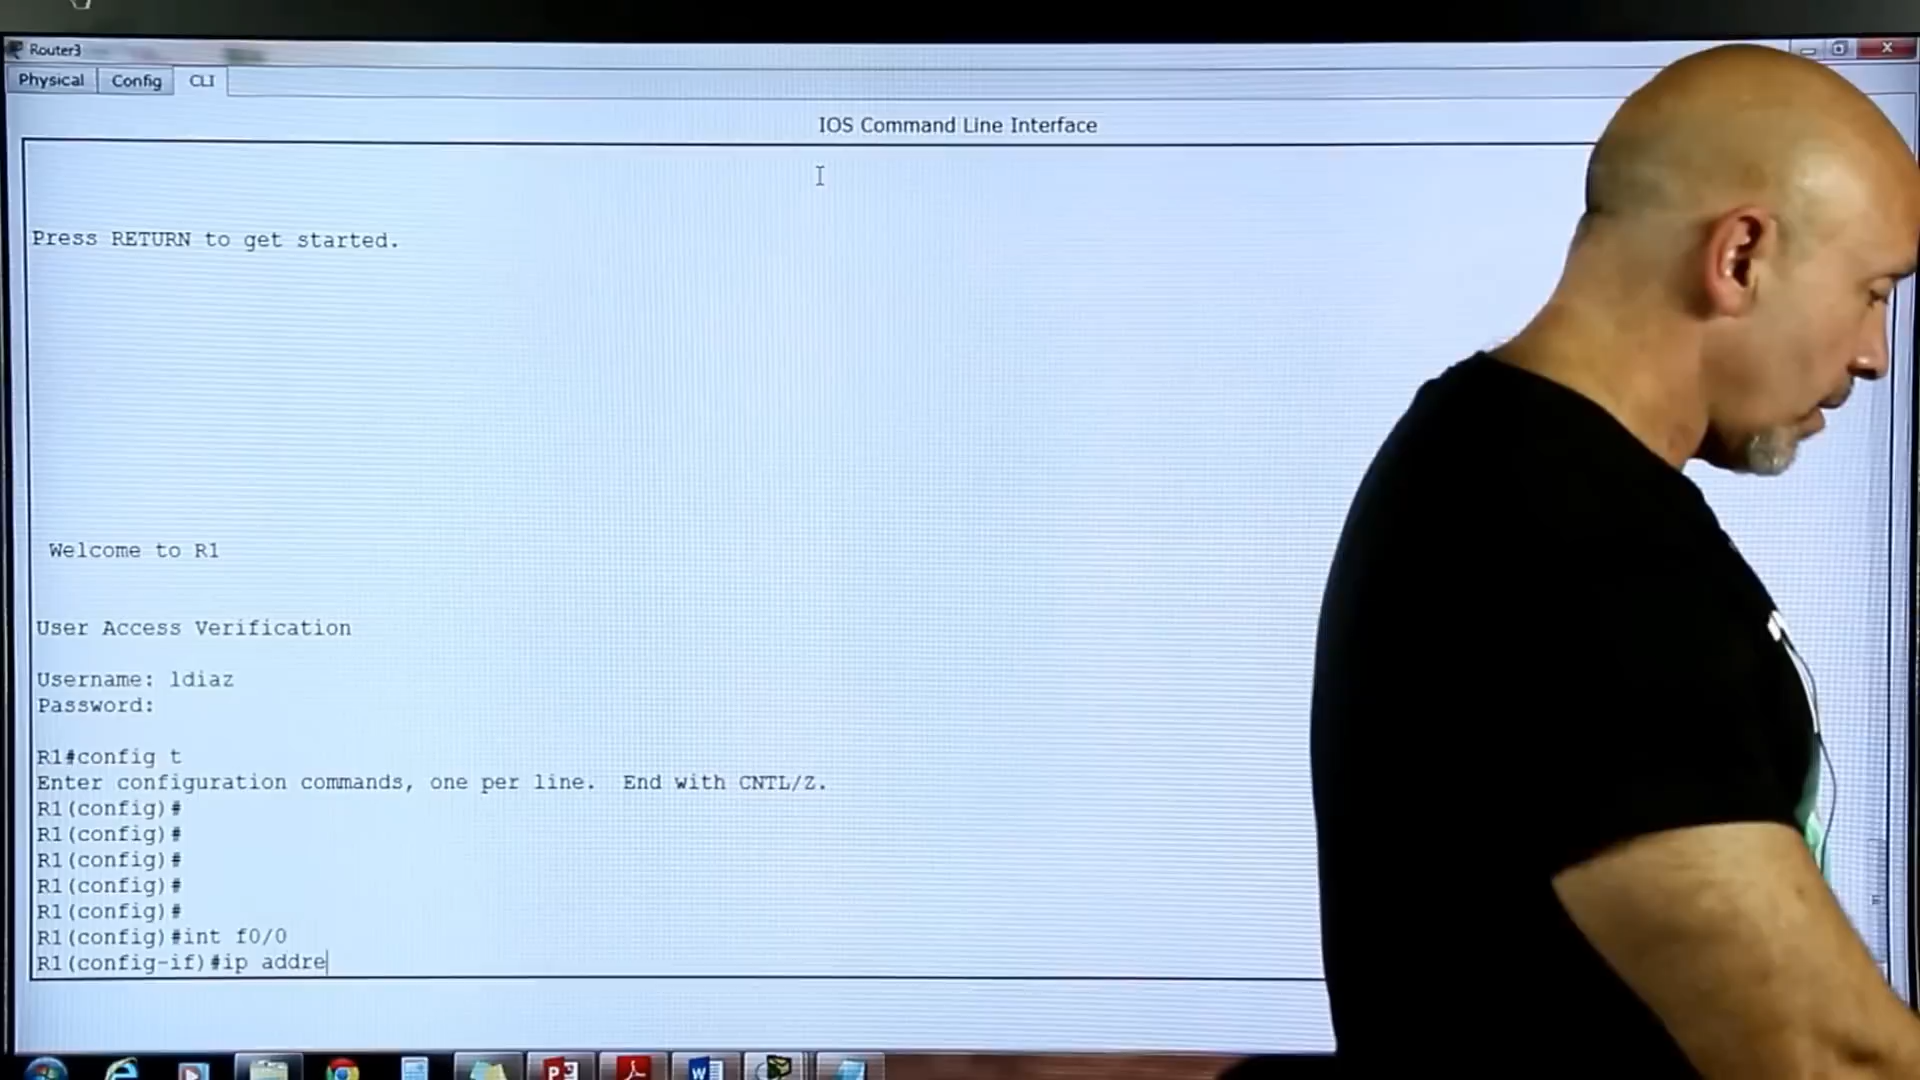 Router3
Physical Config CLI
IOS Command Line Interface
Press RETURN to get started.
Welcome to R1
User Access Verification
Username: ldiaz
Password:
R1#config t
Enter configuration commands, one per line.  End with CNTL/Z.
R1(config)#
R1(config)#
R1(config)#
R1(config)#
R1(config)#
R1(config)#int f0/0
R1(config-if)#ip addre